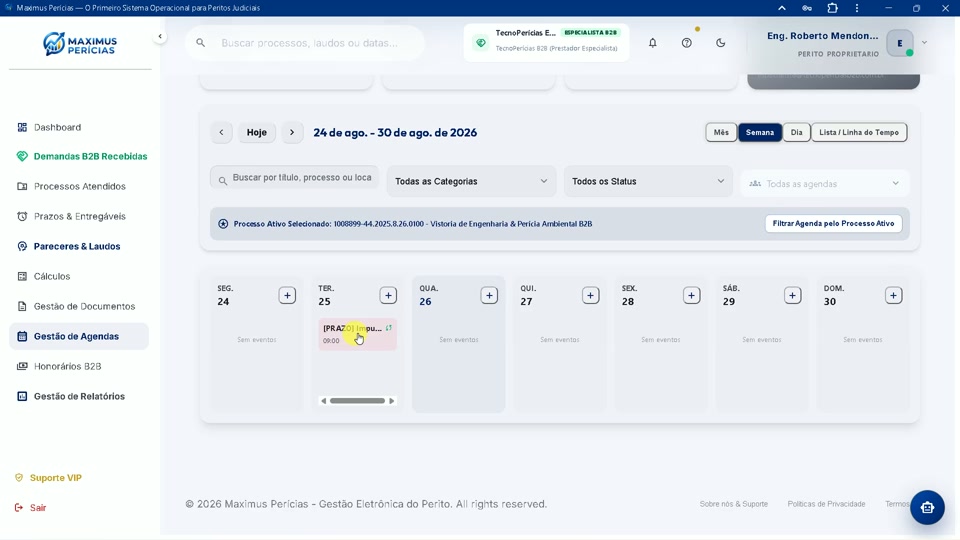 Maximus Perícias — O Primeiro Sistema Operacional para Peritos Judiciais
MAXIMUS
PERÍCIAS
Buscar processos, laudos ou datas...
TecnoPerícias E...
ESPECIALISTA B2B
TecnoPerícias B2B (Prestador Especialista)
Eng. Roberto Mendon...
PERITO PROPRIETARIO
E
Dashboard
Demandas B2B Recebidas
Processos Atendidos
Prazos & Entregáveis
Pareceres & Laudos
Cálculos
Gestão de Documentos
Gestão de Agendas
Honorários B2B
Gestão de Relatórios
Suporte VIP
Sair
Hoje
24 de ago. - 30 de ago. de 2026
Mês
Semana
Dia
Lista / Linha do Tempo
Buscar por título, processo ou loca
Todas as Categorias
Todos os Status
Todas as agendas
Processo Ativo Selecionado: 1008899-44.2025.8.26.0100 - Vistoria de Engenharia & Perícia Ambiental B2B
Filtrar Agenda pelo Processo Ativo
SEG.
24
+
Sem eventos
TER.
25
+
[PRAZO] Impu...
09:00
QUA.
26
+
Sem eventos
QUI.
27
+
Sem eventos
SEX.
28
+
Sem eventos
SÁB.
29
+
Sem eventos
DOM.
30
+
Sem eventos
© 2026 Maximus Perícias - Gestão Eletrônica do Perito. All rights reserved.
Sobre nós & Suporte
Políticas de Privacidade
Termos